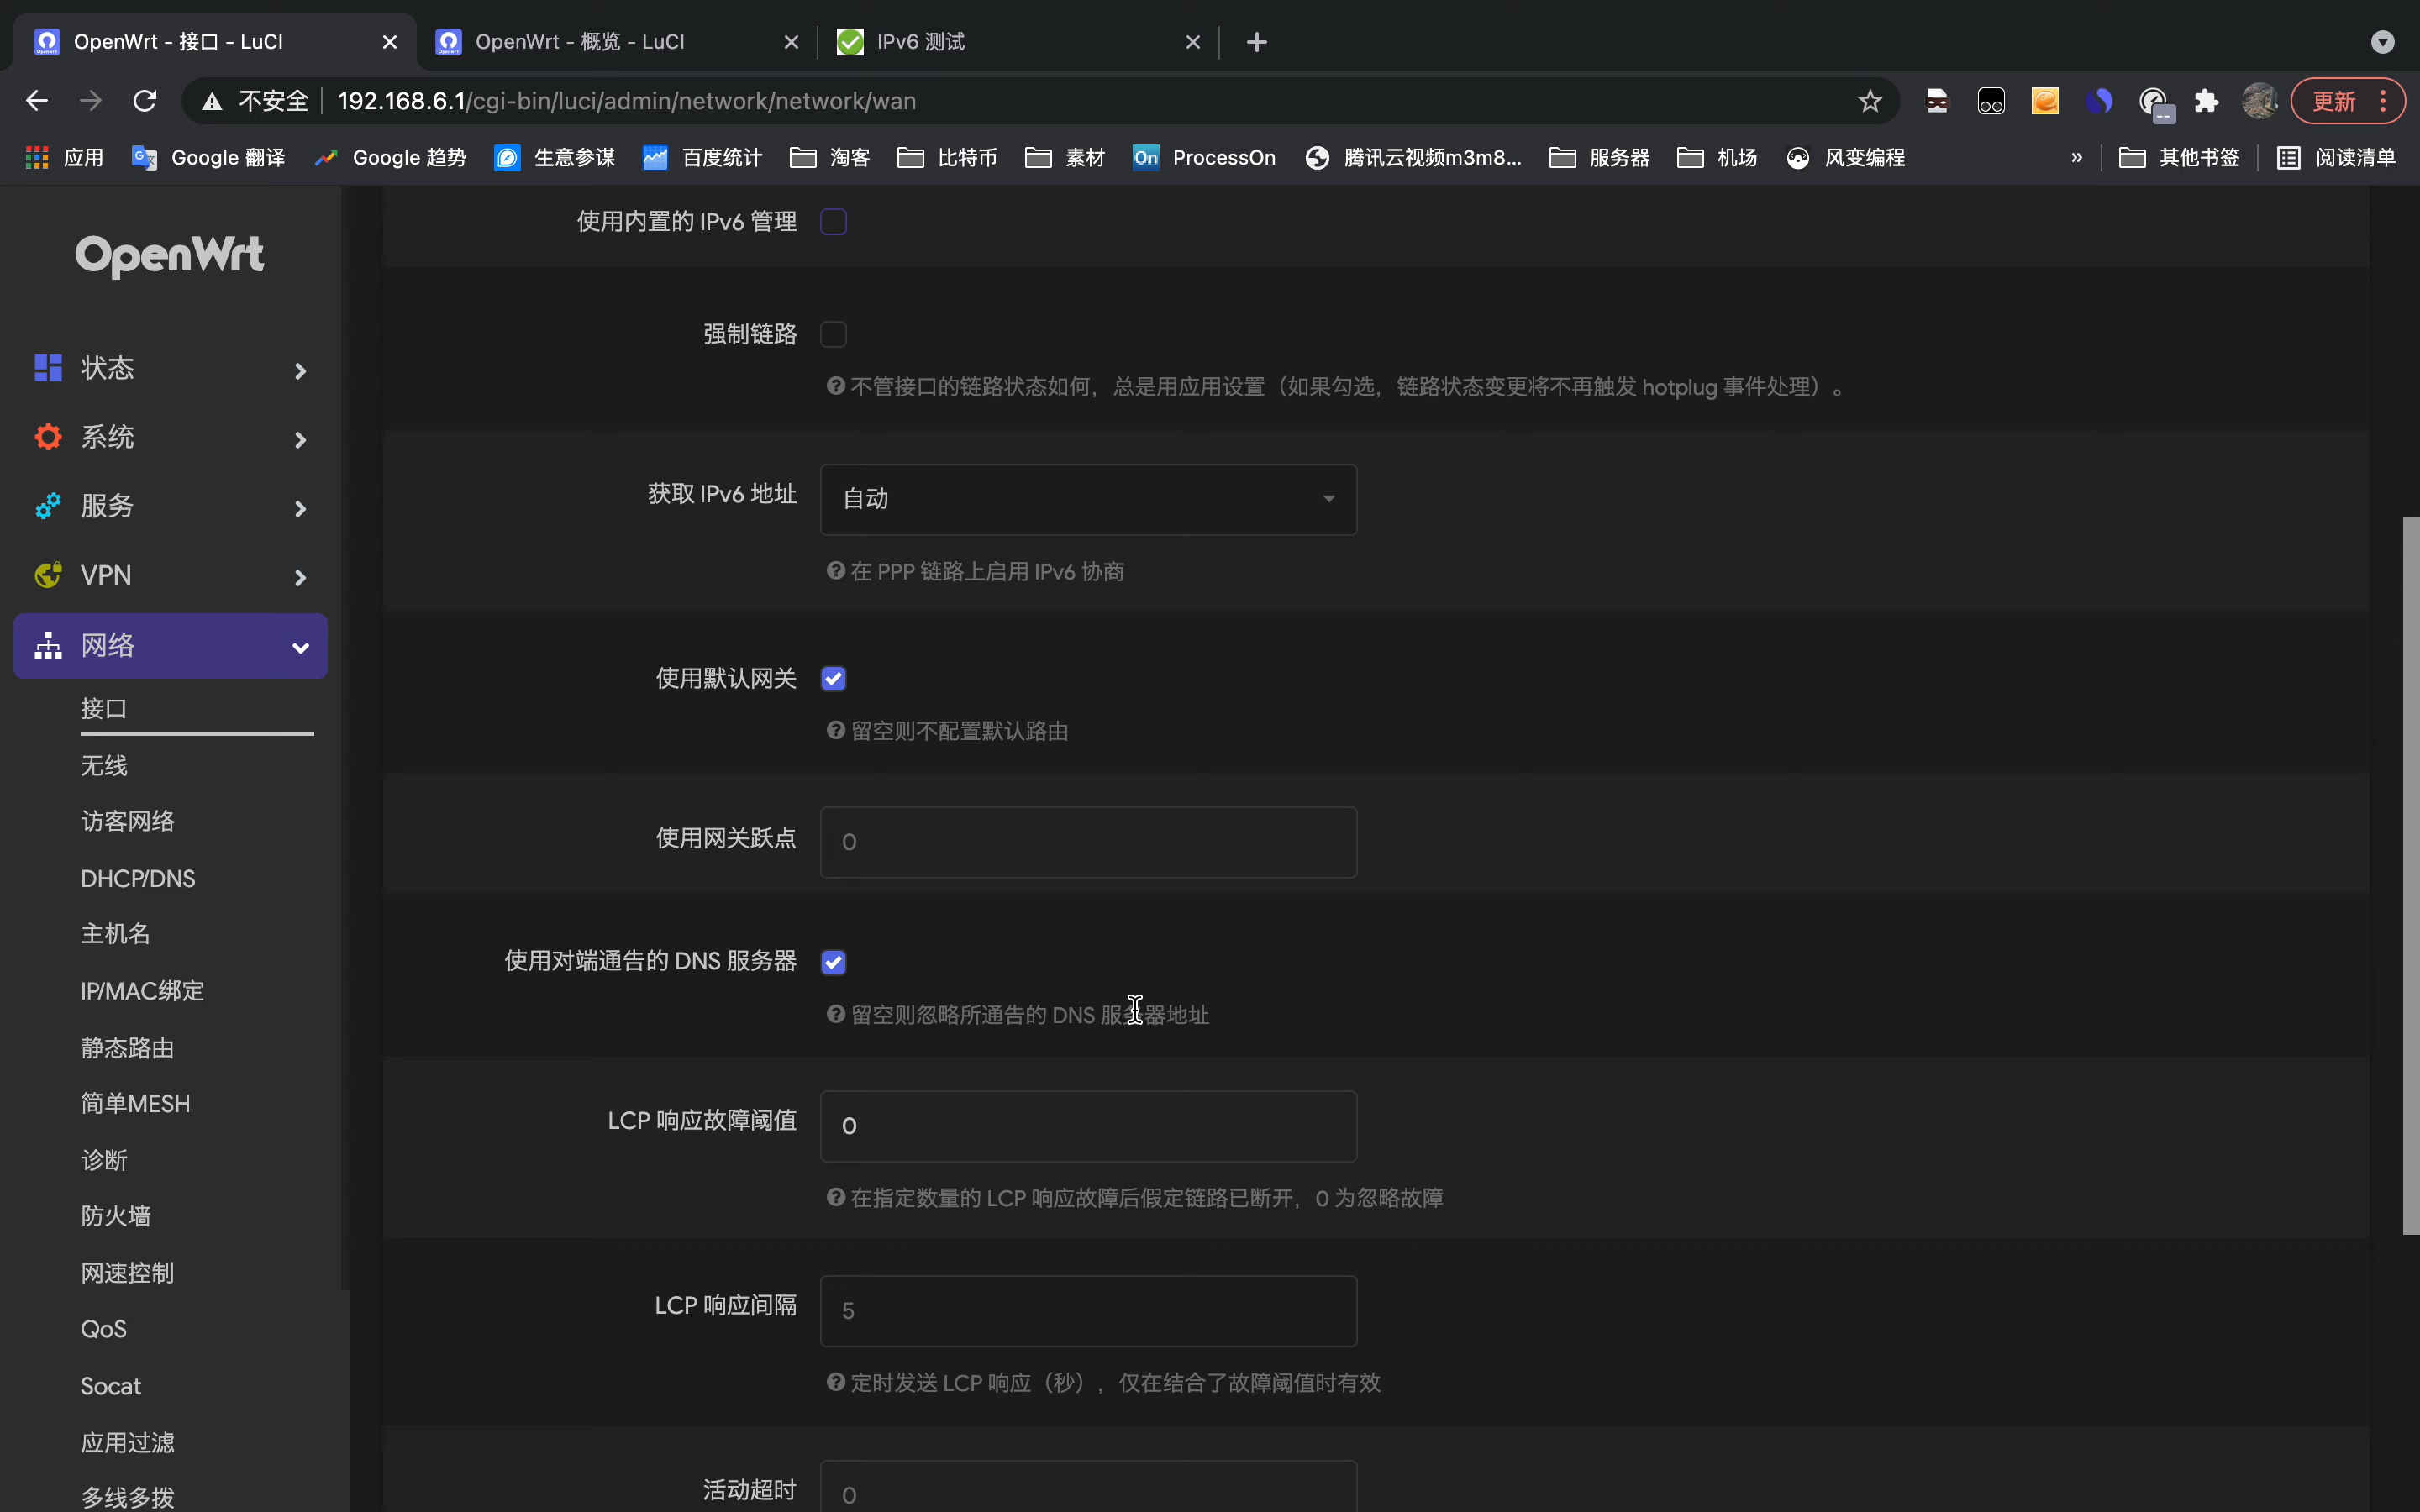 OpenWrt - 接口 - LuCI
OpenWrt - 概览 - LuCI
IPv6 测试
不安全
192.168.6.1/cgi-bin/luci/admin/network/network/wan
更新
应用
Google 翻译
Google 趋势
生意参谋
百度统计
淘客
比特币
素材
On
ProcessOn
腾讯云视频m3m8...
服务器
机场
风变编程
»
其他书签
阅读清单
OpenWrt
状态
系统
服务
VPN
网络
接口
无线
访客网络
DHCP/DNS
主机名
IP/MAC绑定
静态路由
简单MESH
诊断
防火墙
网速控制
QoS
Socat
应用过滤
多线多拨
使用内置的 IPv6 管理
强制链路
不管接口的链路状态如何，总是用应用设置（如果勾选，链路状态变更将不再触发 hotplug 事件处理）。
获取 IPv6 地址
自动
在 PPP 链路上启用 IPv6 协商
使用默认网关
留空则不配置默认路由
使用网关跃点
0
使用对端通告的 DNS 服务器
留空则忽略所通告的 DNS 服务器地址
LCP 响应故障阈值
0
在指定数量的 LCP 响应故障后假定链路已断开，0 为忽略故障
LCP 响应间隔
5
定时发送 LCP 响应（秒），仅在结合了故障阈值时有效
活动超时
0